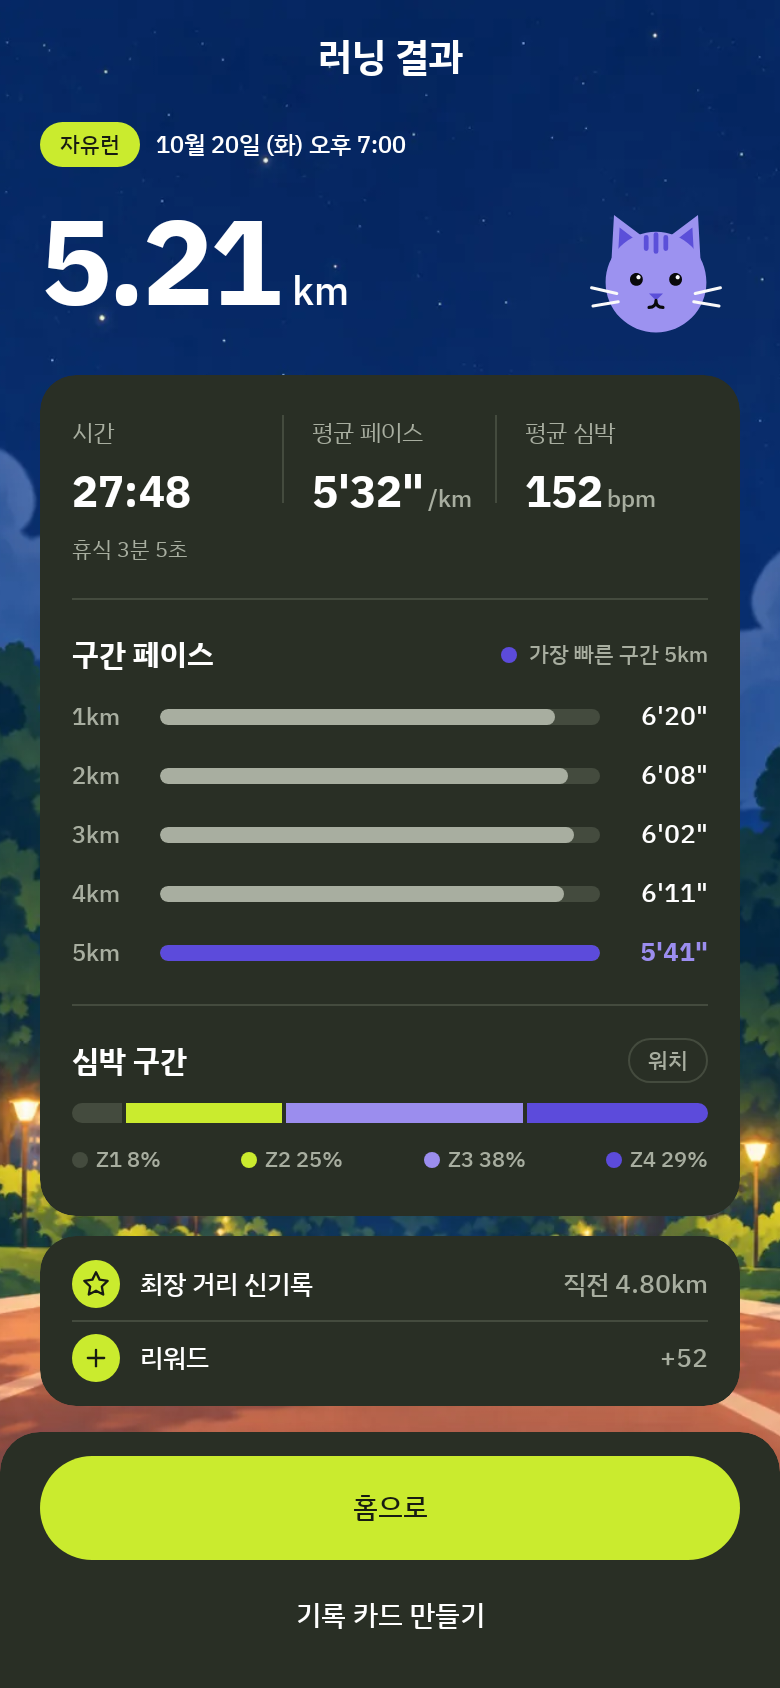 러닝 결과
자유런 10월 20일 (화) 오후 7:00
5.21 km
시간 평균 페이스 평균 심박
27:48 5'32" /km 152 bpm
휴식 3분 5초
구간 페이스 가장 빠른 구간 5km
1km 6'20"
2km 6'08"
3km 6'02"
4km 6'11"
5km 5'41"
심박 구간 워치
Z1 8% Z2 25% Z3 38% Z4 29%
최장 거리 신기록 직전 4.80km
리워드 +52
홈으로
기록 카드 만들기